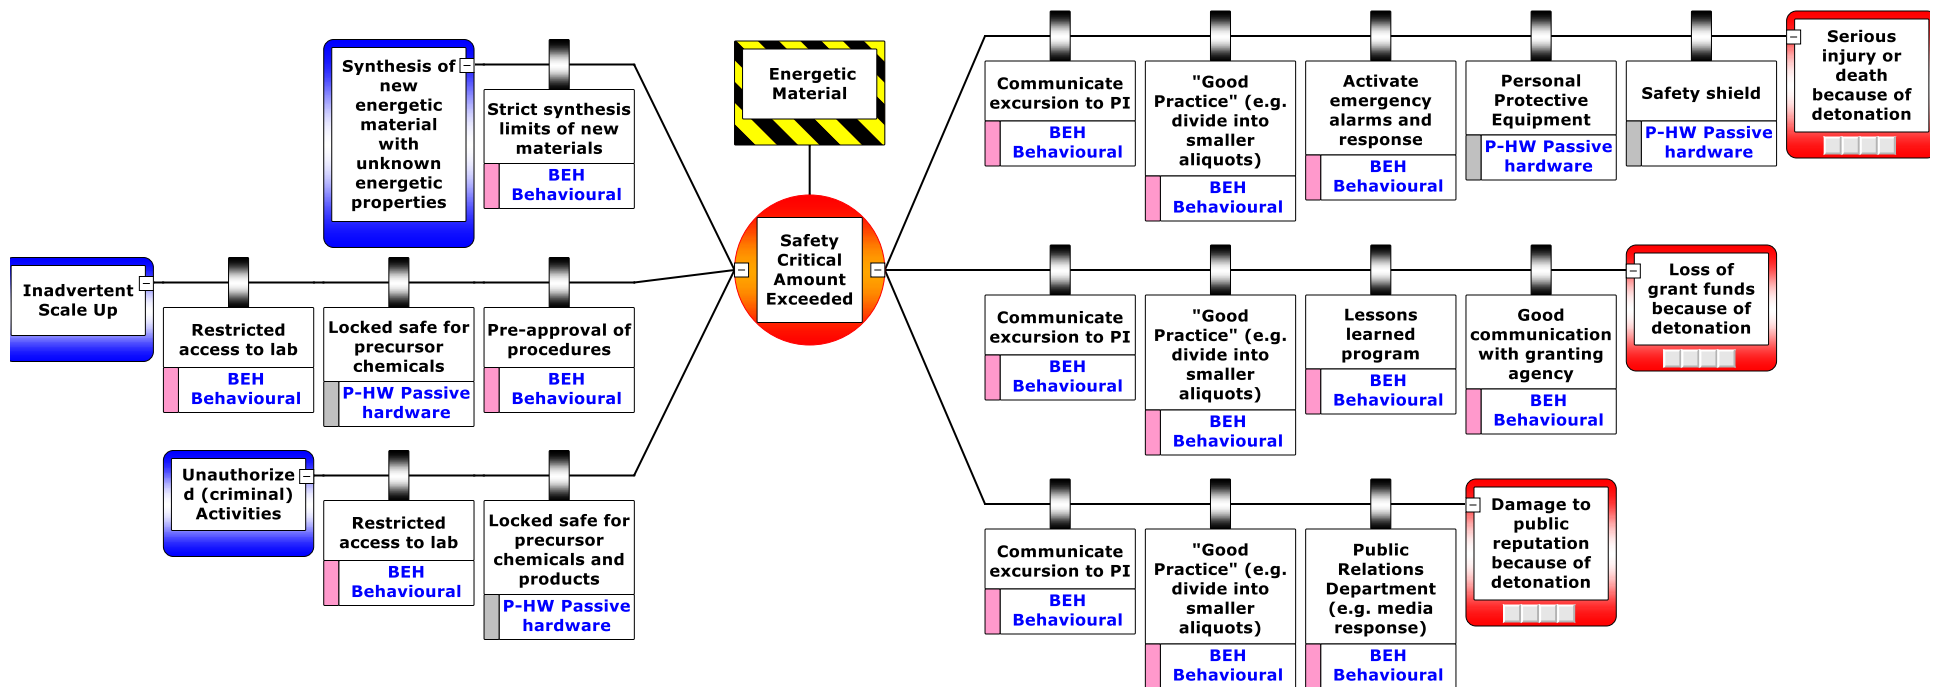 Synthesis of
new
energetic
material
with
unknown
energetic
properties
Strict synthesis
limits of new
materials
BEH
Behavioural
Inadvertent
Scale Up
Restricted
access to lab
BEH
Behavioural
Locked safe for
precursor
chemicals
P-HW Passive
hardware
Pre-approval of
procedures
BEH
Behavioural
Unauthorize
d (criminal)
Activities
Restricted
access to lab
BEH
Behavioural
Locked safe for
precursor
chemicals and
products
P-HW Passive
hardware
Energetic
Material
Safety
Critical
Amount
Exceeded
Communicate
excursion to PI
BEH
Behavioural
"Good
Practice" (e.g.
divide into
smaller
aliquots)
BEH
Behavioural
Activate
emergency
alarms and
response
BEH
Behavioural
Personal
Protective
Equipment
P-HW Passive
hardware
Safety shield
P-HW Passive
hardware
Serious
injury or
death
because of
detonation
Communicate
excursion to PI
BEH
Behavioural
"Good
Practice" (e.g.
divide into
smaller
aliquots)
BEH
Behavioural
Lessons
learned
program
BEH
Behavioural
Good
communication
with granting
agency
BEH
Behavioural
Loss of
grant funds
because of
detonation
Communicate
excursion to PI
BEH
Behavioural
"Good
Practice" (e.g.
divide into
smaller
aliquots)
BEH
Behavioural
Public
Relations
Department
(e.g. media
response)
BEH
Behavioural
Damage to
public
reputation
because of
detonation